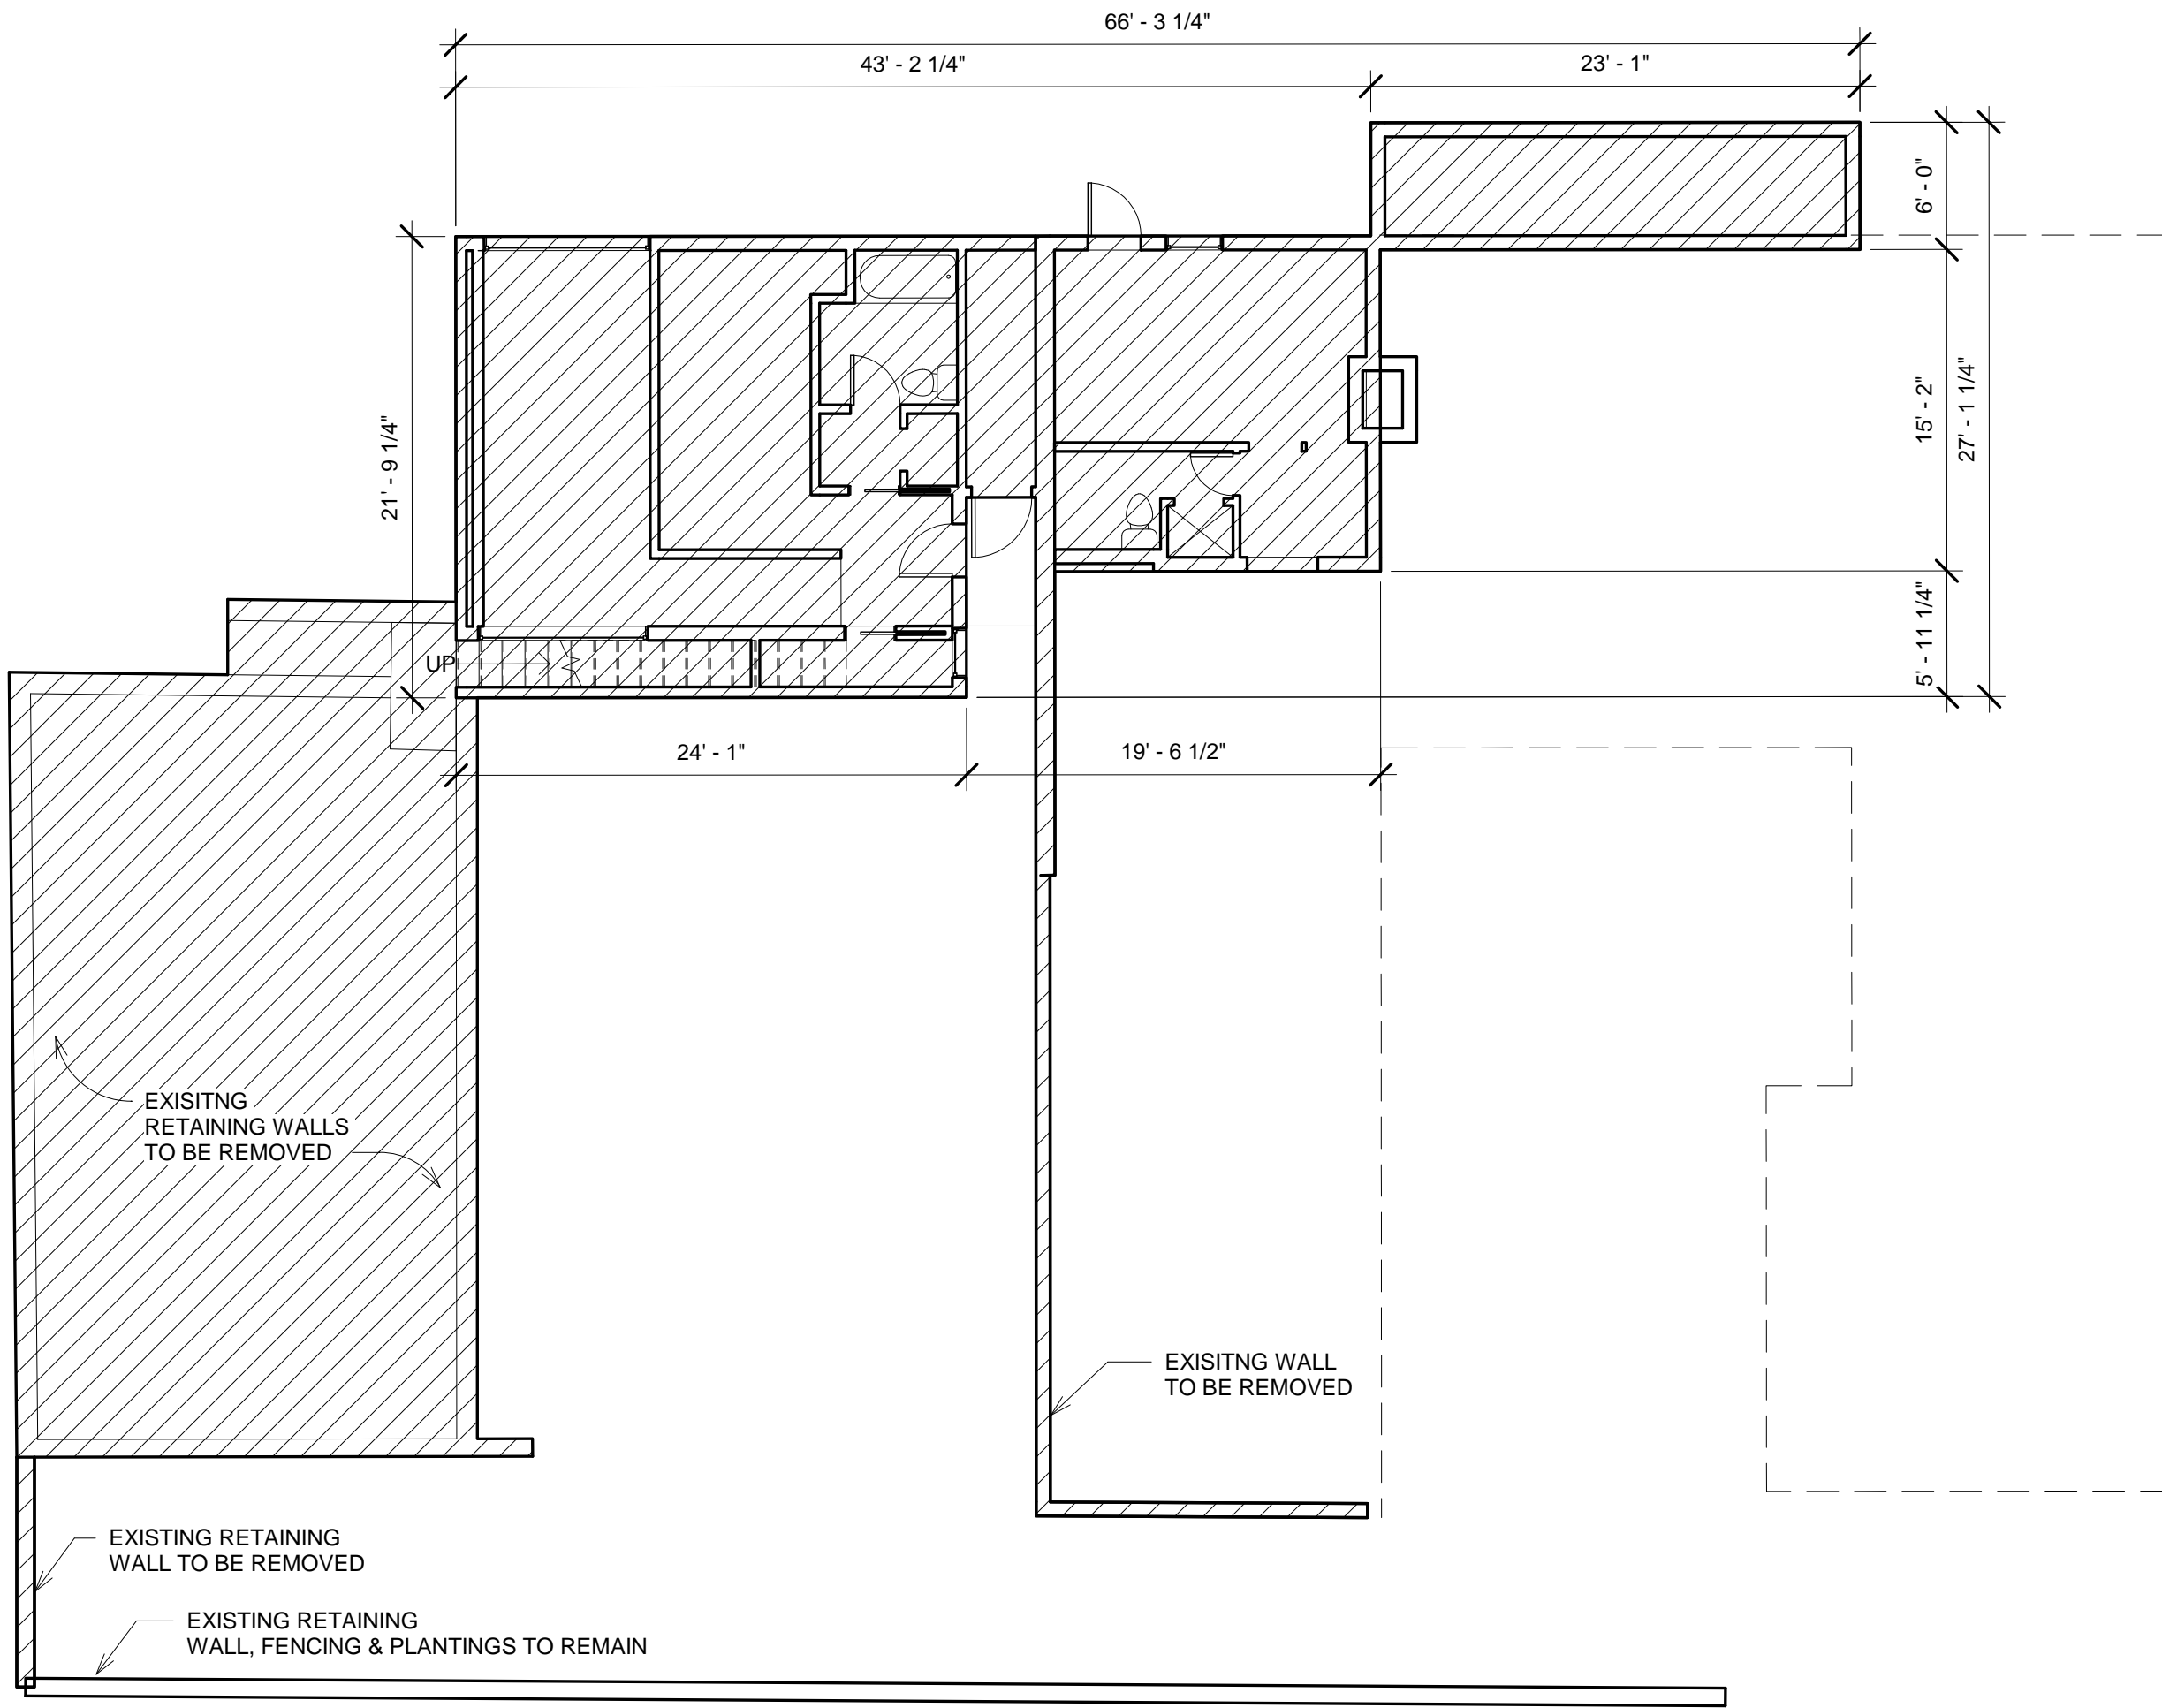 66' - 3 1/4"
43' - 2 1/4"
23' - 1"
6' - 0"
15' - 2"
27' - 1 1/4"
21' - 9 1/4"
5' - 11 1/4"
UP
24' - 1"
19' - 6 1/2"
EXISITNG
RETAINING WALLS
TO BE REMOVED
EXISITNG WALL
TO BE REMOVED
EXISTING RETAINING
WALL TO BE REMOVED
EXISTING RETAINING
WALL, FENCING & PLANTINGS TO REMAIN